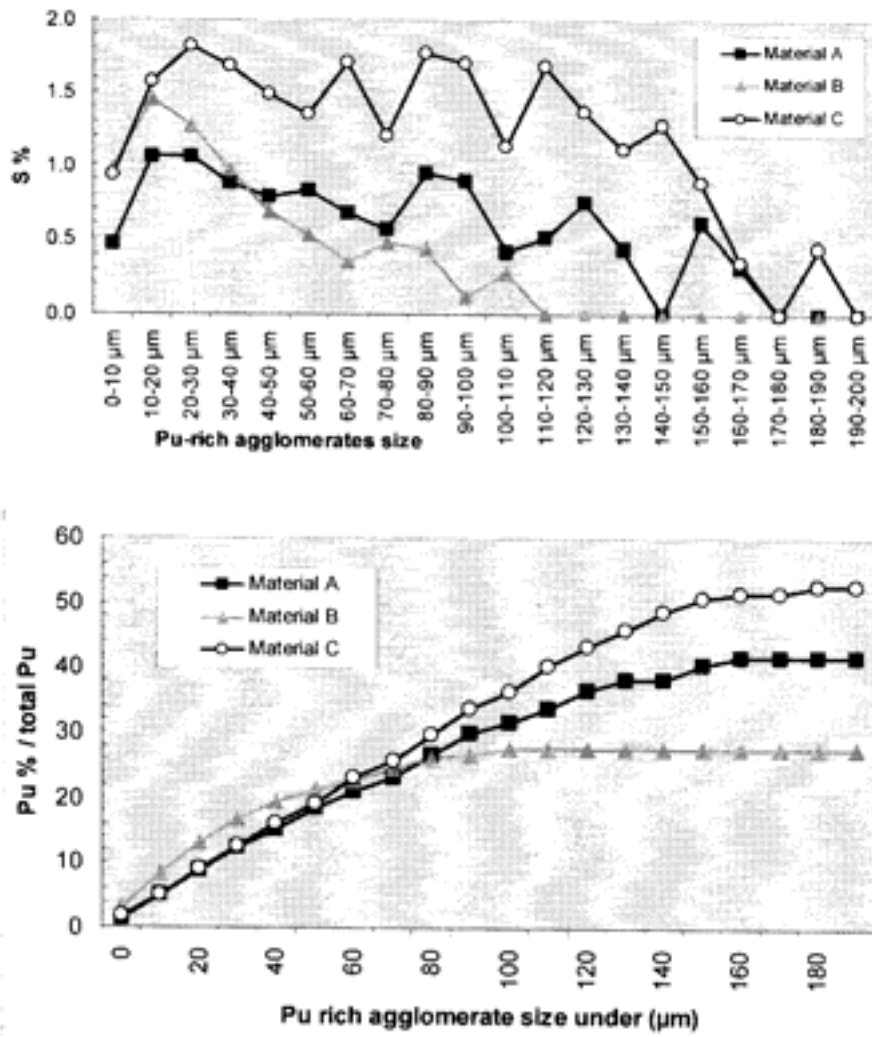 2.0
1.5
1.0
0.5
0.0
S %
Material A
Material B
Material C
0-10 µm
10-20 µm
20-30 µm
30-40 µm
40-50 µm
50-60 µm
60-70 µm
70-80 µm
80-90 µm
90-100 µm
100-110 µm
110-120 µm
120-130 µm
130-140 µm
140-150 µm
150-160 µm
160-170 µm
170-180 µm
180-190 µm
190-200 µm
Pu-rich agglomerates size
60
50
40
30
20
10
0
Pu % / total Pu
Material A
Material B
Material C
0
20
40
60
80
100
120
140
160
180
Pu rich agglomerate size under (µm)